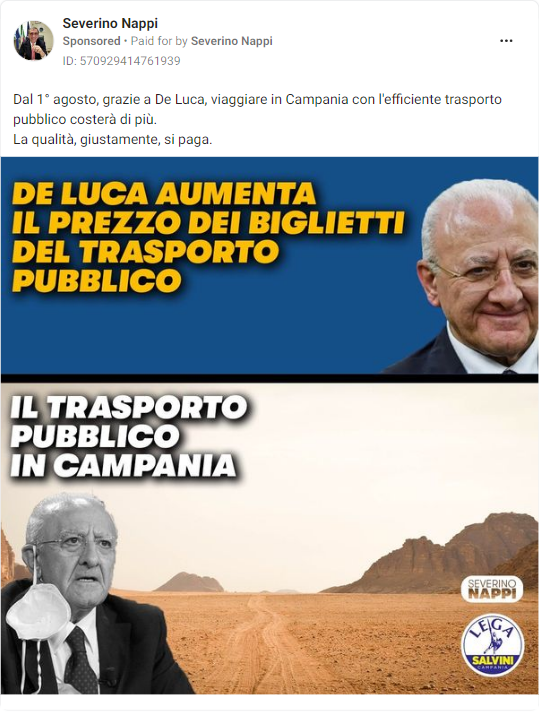 Severino Nappi
Sponsored • Paid for by Severino Nappi
ID: 570929414761939
Dal 1° agosto, grazie a De Luca, viaggiare in Campania con l'efficiente trasporto
pubblico costerà di più.
La qualità, giustamente, si paga.
DE LUCA AUMENTA
IL PREZZO DEI BIGLIETTI
DEL TRASPORTO
PUBBLICO
IL TRASPORTO
PUBBLICO
IN CAMPANIA
SEVERINO
NAPPI
LEGA
SALVINI
CAMPANIA